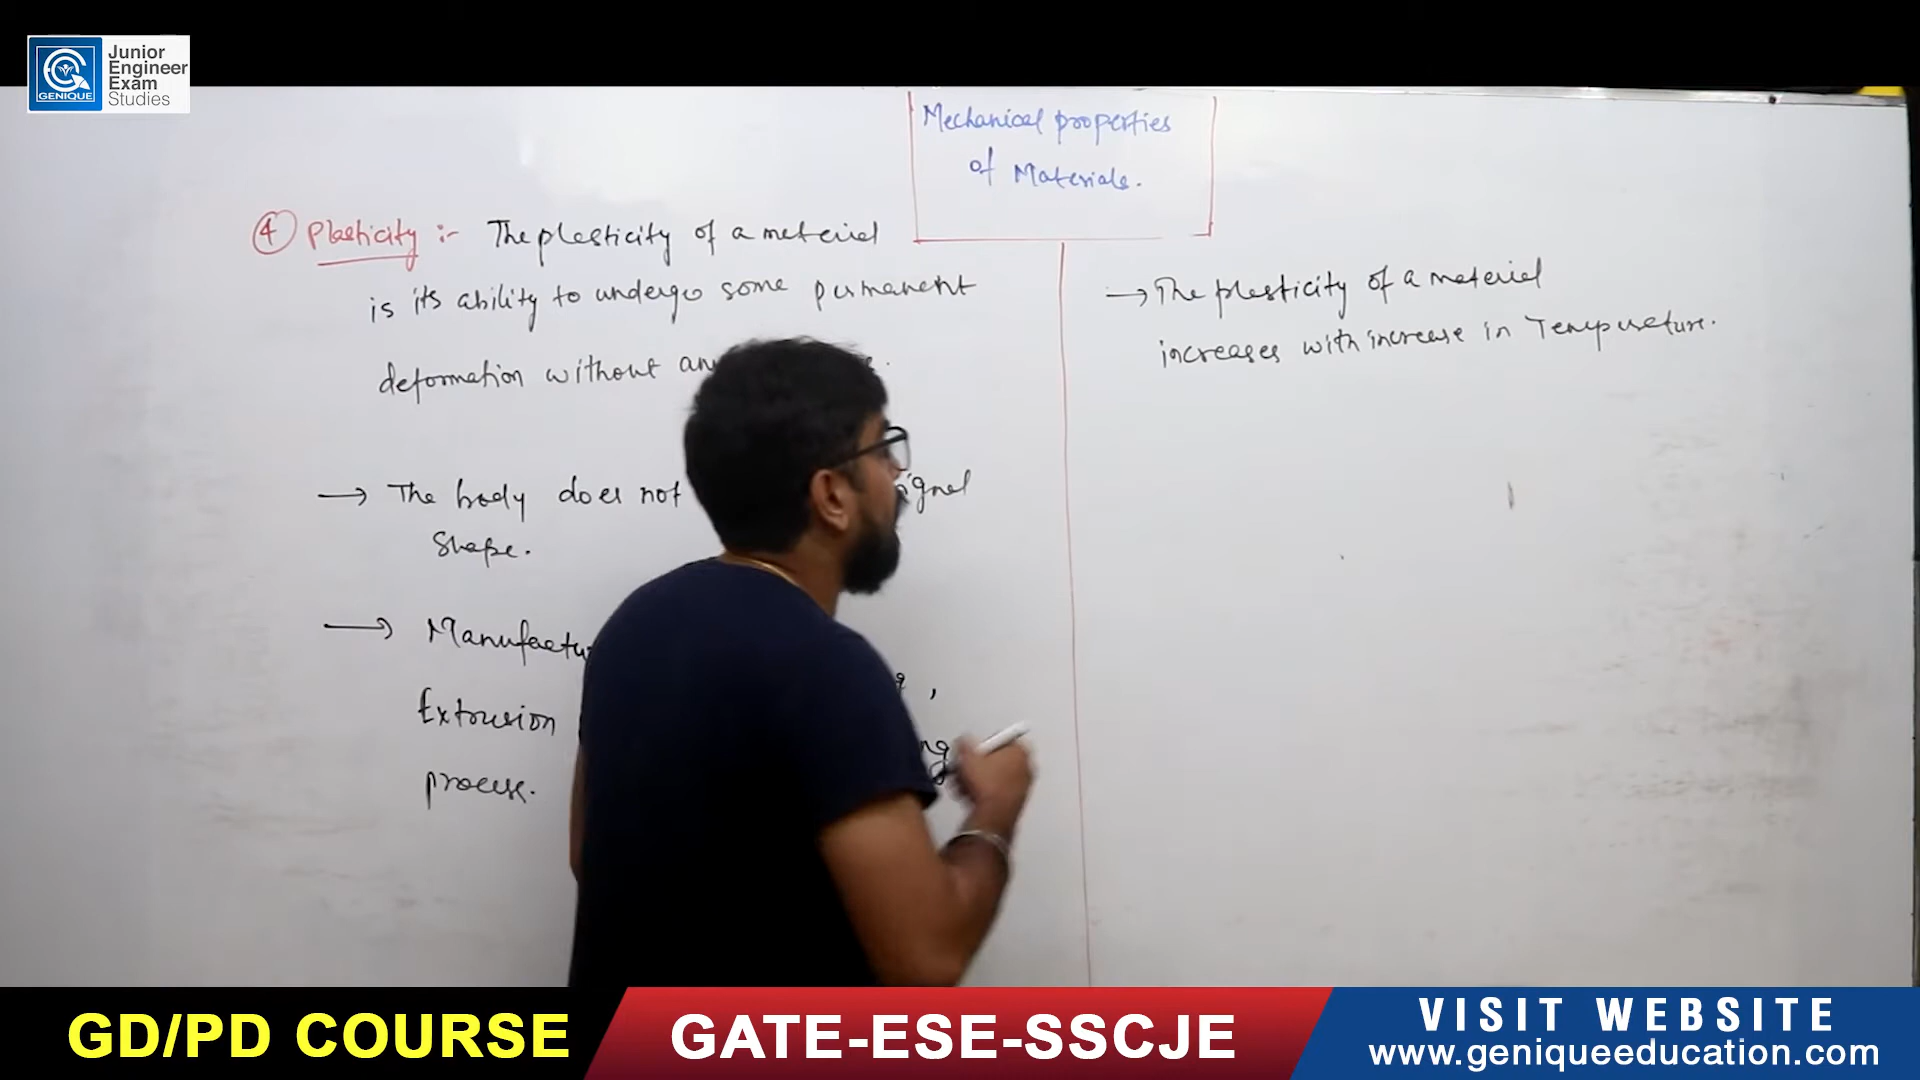 Junior
Engineer
Exam
Studies
GENIQUE
Mechanical properties
of Materials.
4 Plasticity :- The plasticity of a material
is its ability to undergo some permanent
deformation without
→ The body does not
Shape.
→
Extrusion
process.
→ The plasticity of a material
increases with increase in Temperature.
GD/PD COURSE
GATE-ESE-SSCJE
VISIT WEBSITE
www.geniqueeducation.com